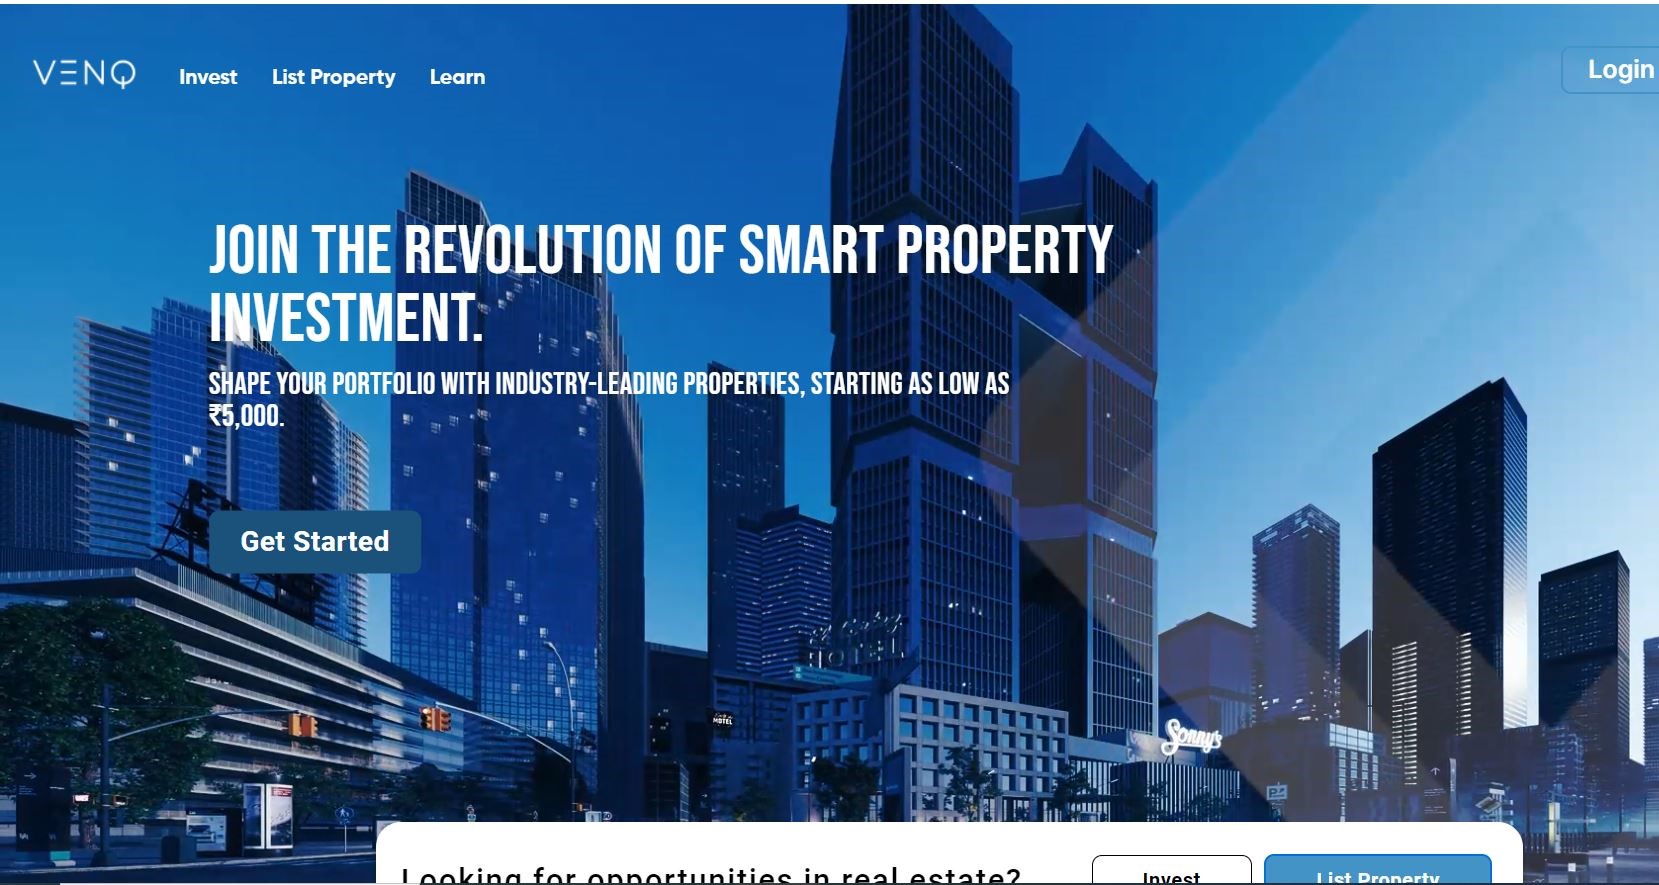 VENQ Invest List Property Learn Login
JOIN THE REVOLUTION OF SMART PROPERTY
INVESTMENT.
SHAPE YOUR PORTFOLIO WITH INDUSTRY-LEADING PROPERTIES, STARTING AS LOW AS
₹5,000.
Get Started
HOTEL
MOTEL
Sonny's
Looking for opportunities in real estate? Invest List Property